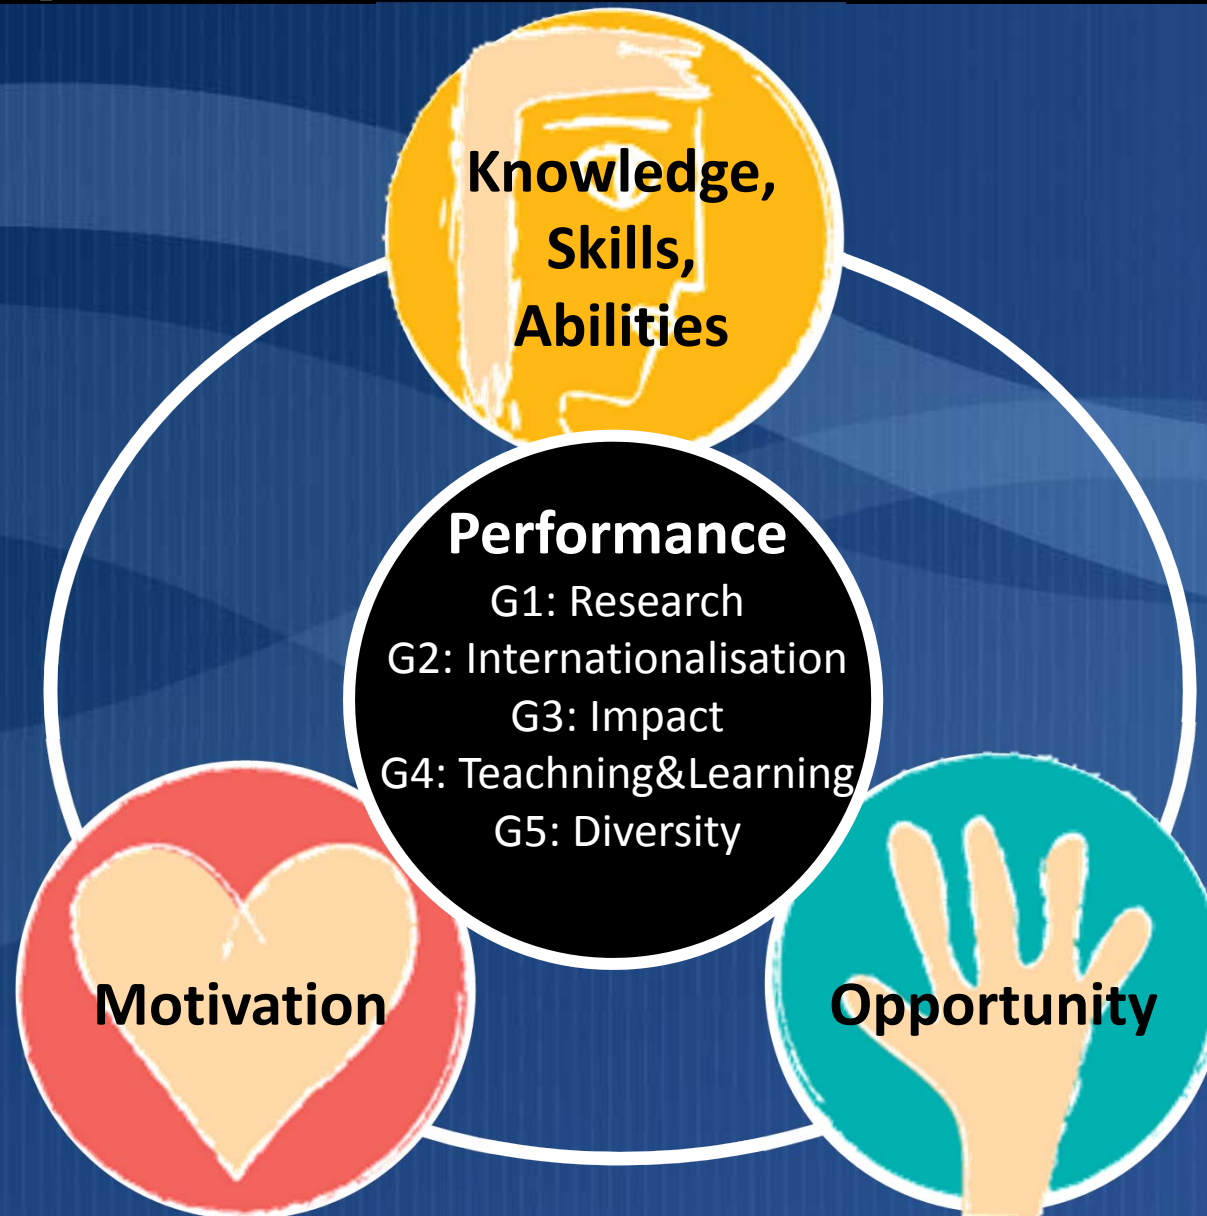 Knowledge,
Skills,
Abilities
Performance
G1: Research
G2: Internationalisation
G3: Impact
G4: Teachning&Learning
G5: Diversity
Motivation
Opportunity